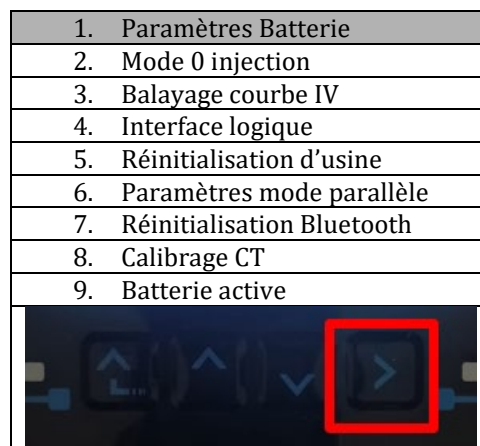 1. Paramètres Batterie
2. Mode 0 injection
3. Balayage courbe IV
4. Interface logique
5. Réinitialisation d'usine
6. Paramètres mode parallèle
7. Réinitialisation Bluetooth
8. Calibrage CT
9. Batterie active